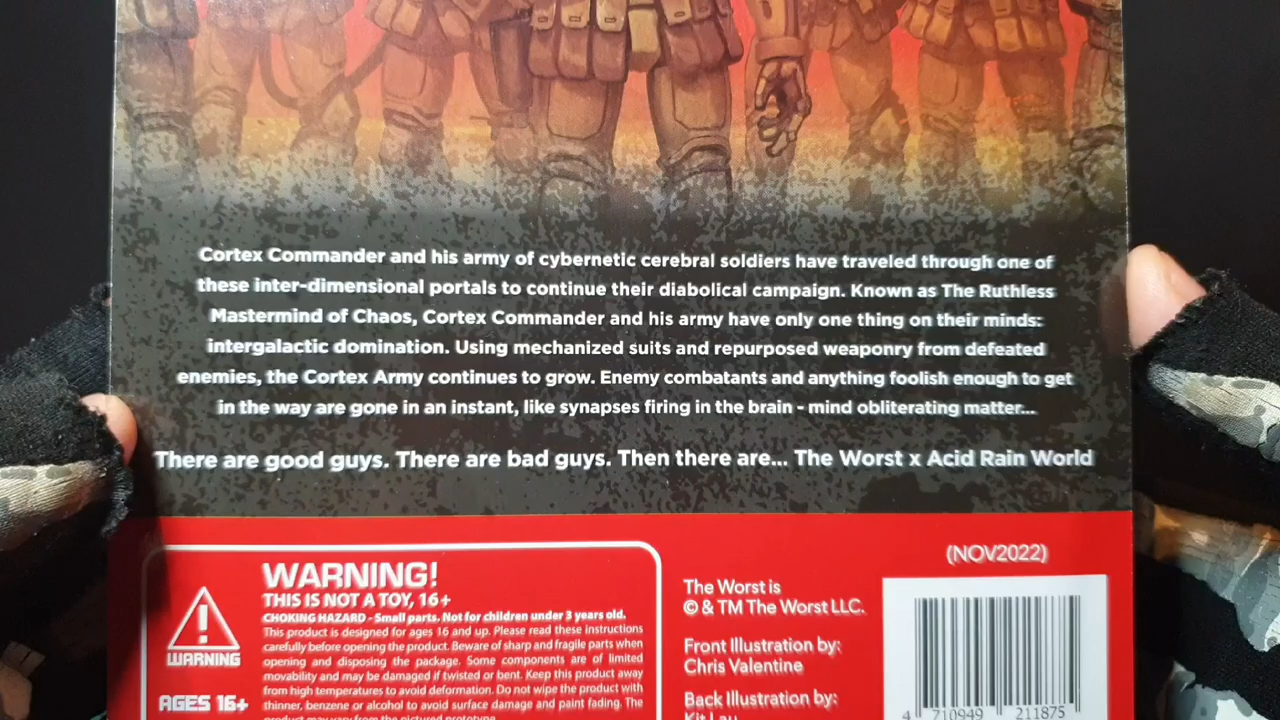 Cortex Commander and his army of cybernetic cerebral soldiers have traveled through one of
these inter-dimensional portals to continue their diabolical campaign. Known as The Ruthless
Mastermind of Chaos, Cortex Commander and his army have only one thing on their minds:
intergalactic domination. Using mechanized suits and repurposed weaponry from defeated
enemies, the Cortex Army continues to grow. Enemy combatants and anything foolish enough to get
in the way are gone in an instant, like synapses firing in the brain - mind obliterating matter...
There are good guys. There are bad guys. Then there are... The Worst x Acid Rain World
WARNING!
THIS IS NOT A TOY, 16+
CHOKING HAZARD - Small parts. Not for children under 3 years old.
This product is designed for ages 16 and up. Please read these instructions
carefully before opening the product. Beware of sharp and fragile parts when
opening and disposing the package. Some components are of limited
movability and may be damaged if twisted or bent. Keep this product away
from high temperatures to avoid deformation. Do not wipe the product with
thinner, benzene or alcohol to avoid surface damage and paint fading. The
product may vary from the pictured prototype.
WARNING
AGES 16+
The Worst is
© & TM The Worst LLC.
Front Illustration by:
Chris Valentine
Back Illustration by:
Kit Lau
(NOV2022)
4 710949 211875